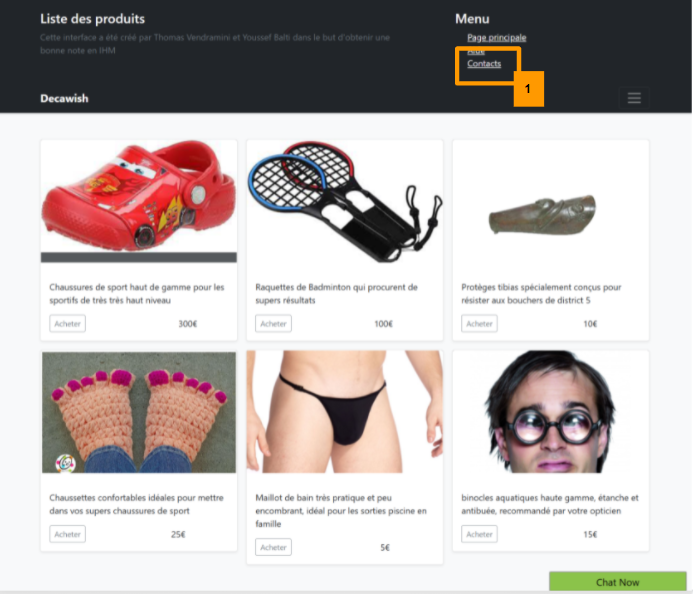 Liste des produits
Cette interface a été créé par Thomas Vendramini et Youssef Balti dans le but d'obtenir une
bonne note en IHM
Menu
Page principale
Aide
Contacts
1
Decawish
Chaussures de sport haut de gamme pour les
sportifs de très très haut niveau
Acheter 300€
Raquettes de Badminton qui procurent de
supers résultats
Acheter 100€
Protèges tibias spécialement conçus pour
résister aux bouchers de district 5
Acheter 10€
Chaussettes confortables idéales pour mettre
dans vos supers chaussures de sport
Acheter 25€
Maillot de bain très pratique et peu
encombrant, idéal pour les sorties piscine en
famille
Acheter 5€
binocles aquatiques haute gamme, étanche et
antibuée, recommandé par votre opticien
Acheter 15€
Chat Now